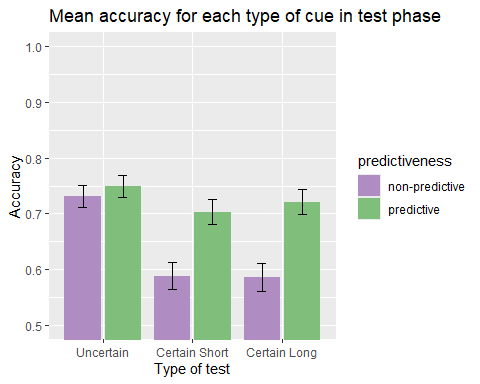 Mean accuracy for each type of cue in test phase
1.0
0.9
0.8
0.7
0.6
0.5
Accuracy
Uncertain
Certain Short
Certain Long
Type of test
predictiveness
non-predictive
predictive